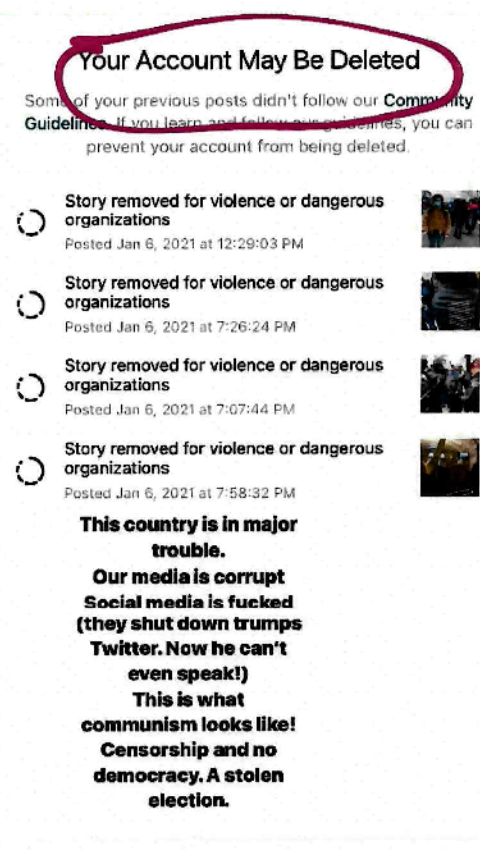 Your Account May Be Deleted
Some of your previous posts didn't follow our Community
Guidelines. If you learn and follow our guidelines, you can
prevent your account from being deleted.
Story removed for violence or dangerous
organizations
Posted Jan 6, 2021 at 12:29:03 PM
Story removed for violence or dangerous
organizations
Posted Jan 6, 2021 at 7:26:24 PM
Story removed for violence or dangerous
organizations
Posted Jan 6, 2021 at 7:07:44 PM
Story removed for violence or dangerous
organizations
Posted Jan 6, 2021 at 7:58:32 PM
This country is in major
trouble.
Our media is corrupt
Social media is fucked
(they shut down trumps
Twitter. Now he can't
even speak!)
This is what
communism looks like!
Censorship and no
democracy. A stolen
election.